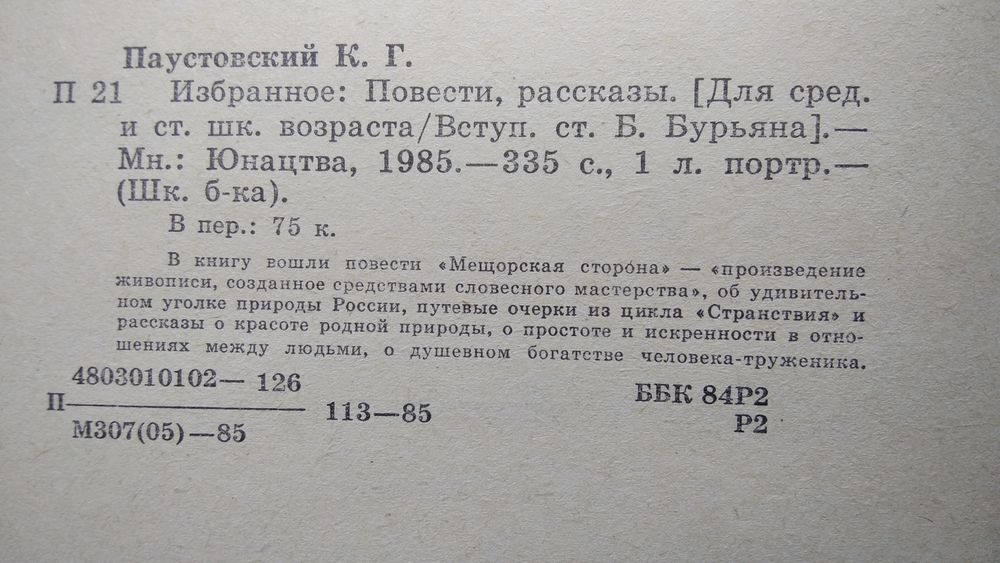 Паустовский К. Г.
П 21 Избранное: Повести, рассказы. [Для сред.
и ст. шк. возраста/Вступ. ст. Б. Бурьяна].—
Мн.: Юнацтва, 1985.—335 с., 1 л. портр.—
(Шк. б-ка).
В пер.: 75 к.
В книгу вошли повести «Мещорская сторона» — «произведение
живописи, созданное средствами словесного мастерства», об удивитель-
ном уголке природы России, путевые очерки из цикла «Странствия» и
рассказы о красоте родной природы, о простоте и искренности в отно-
шениях между людьми, о душевном богатстве человека-труженика.
4803010102— 126
П 113—85
М307(05)—85
ББК 84Р2
Р2